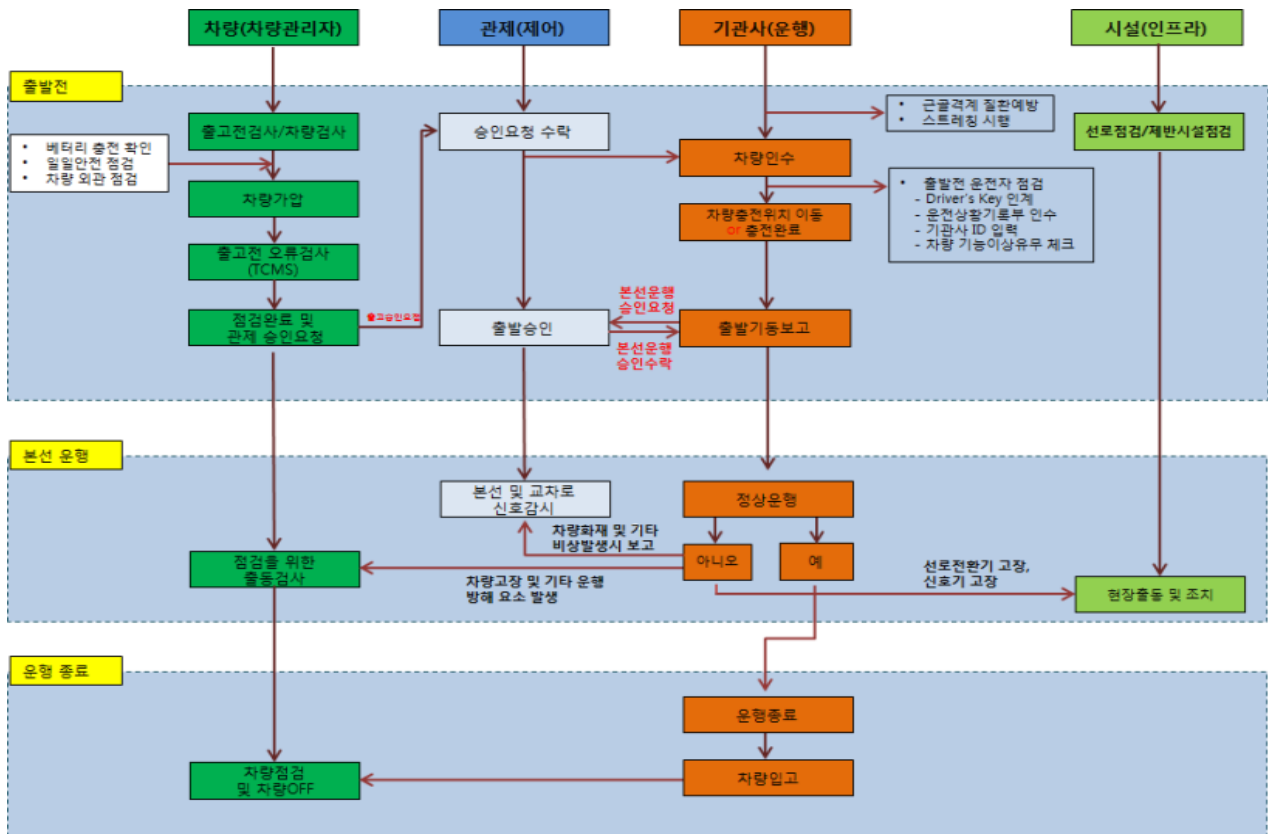 차량(차량관리자)
관제(제어)
기관사(운행)
시설(인프라)
출발전
출고전검사/차량검사
• 베터리 충전 확인
• 일일안전 점검
• 차량 외관 점검
차량가압
출고전 오류검사
(TCMS)
점검완료 및
관제 승인요청
출고승인요청
승인요청 수락
출발승인
본선운행
승인요청
본선운행
승인수락
• 근골격계 질환예방
• 스트레칭 시행
차량인수
• 출발전 운전자 점검
- Driver's Key 인계
- 운전상황기록부 인수
- 기관사 ID 입력
- 차량 기능이상유무 체크
차량충전위치 이동
or 충전완료
출발기동보고
선로점검/제반시설점검
본선 운행
본선 및 교차로
신호감시
정상운행
아니오
예
차량화재 및 기타
비상발생시 보고
점검을 위한
출동검사
차량고장 및 기타 운행
방해 요소 발생
선로전환기 고장,
신호기 고장
현장출동 및 조치
운행 종료
운행종료
차량입고
차량점검
및 차량OFF